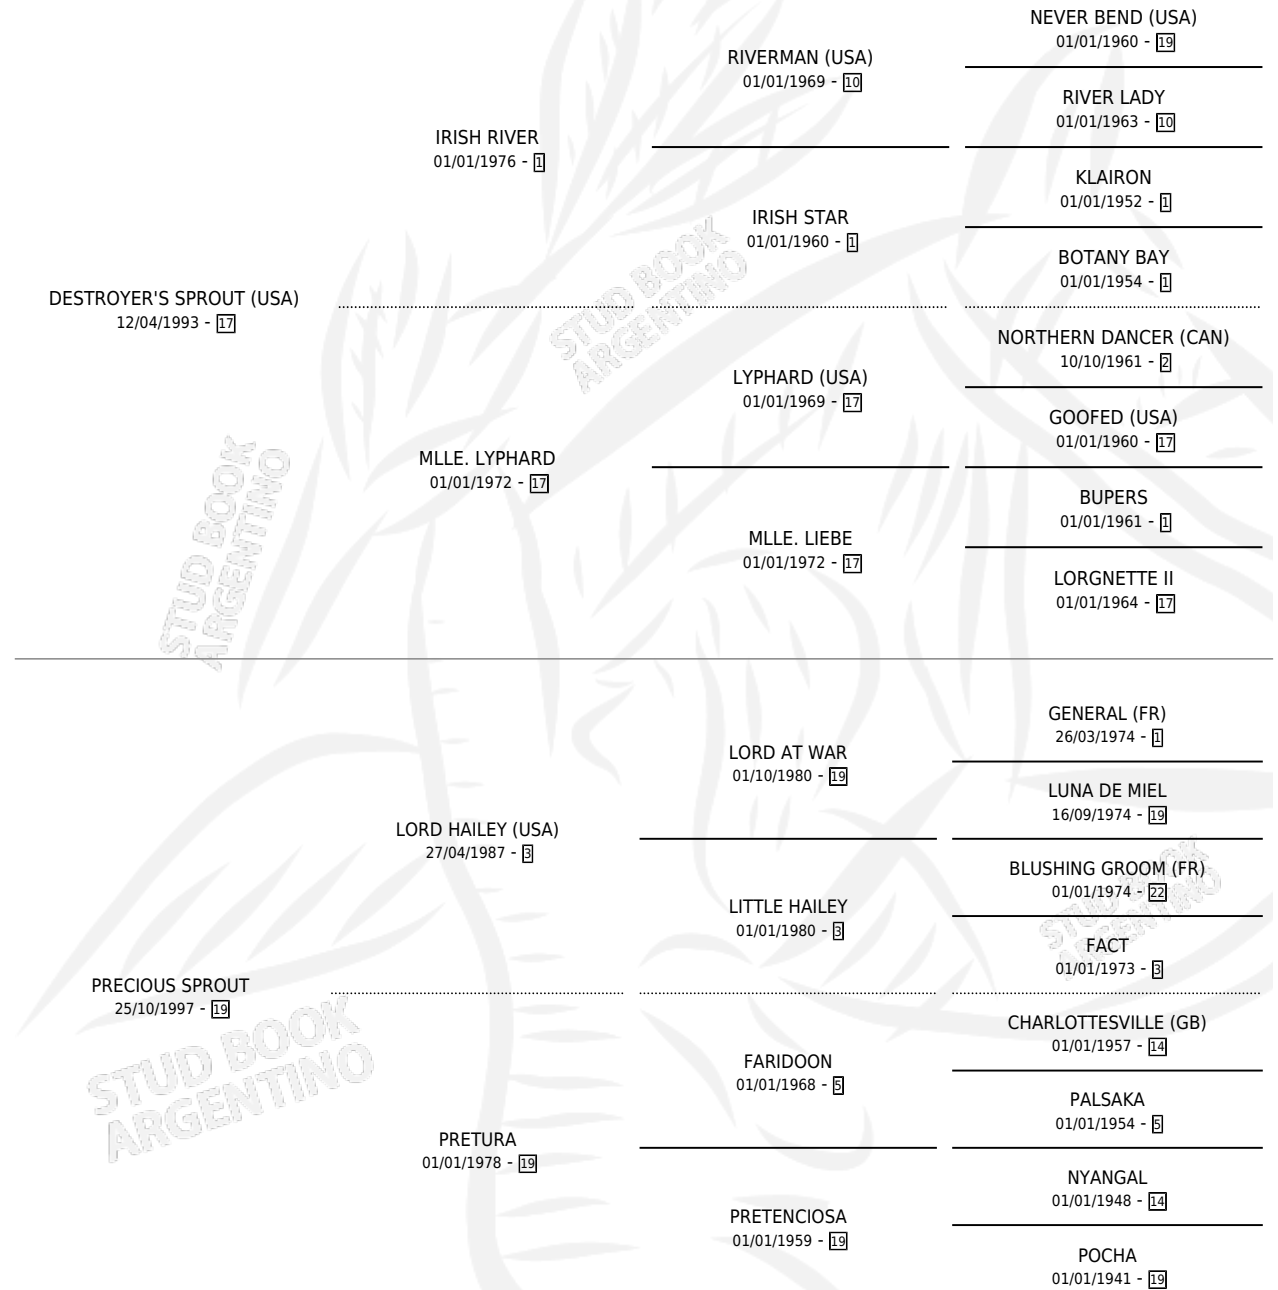 NEVER BEND (USA)
01/01/1960 - 19
RIVERMAN (USA)
01/01/1969 - 10
RIVER LADY
01/01/1963 - 10
IRISH RIVER
01/01/1976 - 1
KLAIRON
01/01/1952 - 1
IRISH STAR
01/01/1960 - 1
BOTANY BAY
01/01/1954 - 1
DESTROYER'S SPROUT (USA)
12/04/1993 - 17
NORTHERN DANCER (CAN)
10/10/1961 - 2
LYPHARD (USA)
01/01/1969 - 17
GOOFED (USA)
01/01/1960 - 17
MLLE. LYPHARD
01/01/1972 - 17
BUPERS
01/01/1961 - 1
MLLE. LIEBE
01/01/1972 - 17
LORGNETTE II
01/01/1964 - 17
GENERAL (FR)
26/03/1974 - 1
LORD AT WAR
01/10/1980 - 19
LUNA DE MIEL
16/09/1974 - 19
LORD HAILEY (USA)
27/04/1987 - 3
BLUSHING GROOM (FR)
01/01/1974 - 22
LITTLE HAILEY
01/01/1980 - 3
FACT
01/01/1973 - 3
PRECIOUS SPROUT
25/10/1997 - 19
CHARLOTTESVILLE (GB)
01/01/1957 - 14
FARIDOON
01/01/1968 - 5
PALSAKA
01/01/1954 - 5
PRETURA
01/01/1978 - 19
NYANGAL
01/01/1948 - 14
PRETENCIOSA
01/01/1959 - 19
POCHA
01/01/1941 - 19
STUD BOOK
ARGENTINO
STUD BOOK
ARGENTINO
STUD BOOK
ARGENTINO
STUD BOOK
ARGENTINO